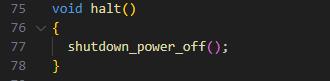 75 void halt()
76 {
77 shutdown_power_off();
78 }